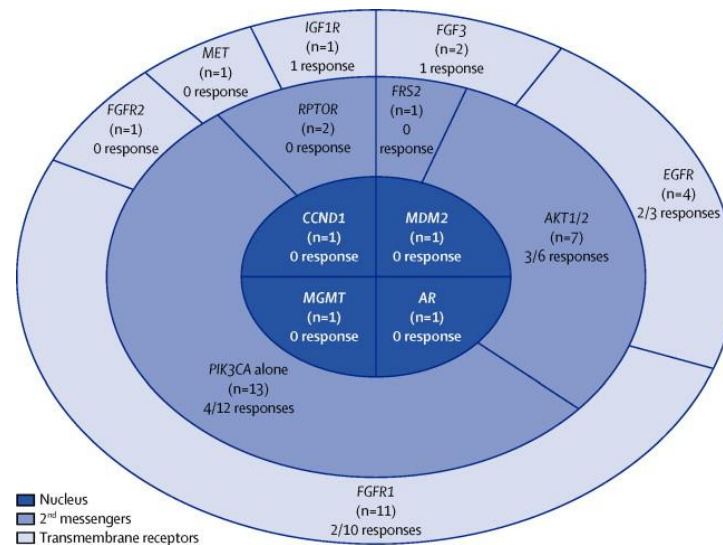 IGF1R
(n=1)
1 response
FGF3
(n=2)
1 response
MET
(n=1)
0 response
FGFR2
(n=1)
0 response
RPTOR
(n=2)
0 response
FRS2
(n=1)
0
response
EGFR
(n=4)
2/3 responses
AKT1/2
(n=7)
3/6 responses
CCND1
(n=1)
0 response
MDM2
(n=1)
0 response
MGMT
(n=1)
0 response
AR
(n=1)
0 response
PIK3CA alone
(n=13)
4/12 responses
FGFR1
(n=11)
2/10 responses
Nucleus
2nd messengers
Transmembrane receptors